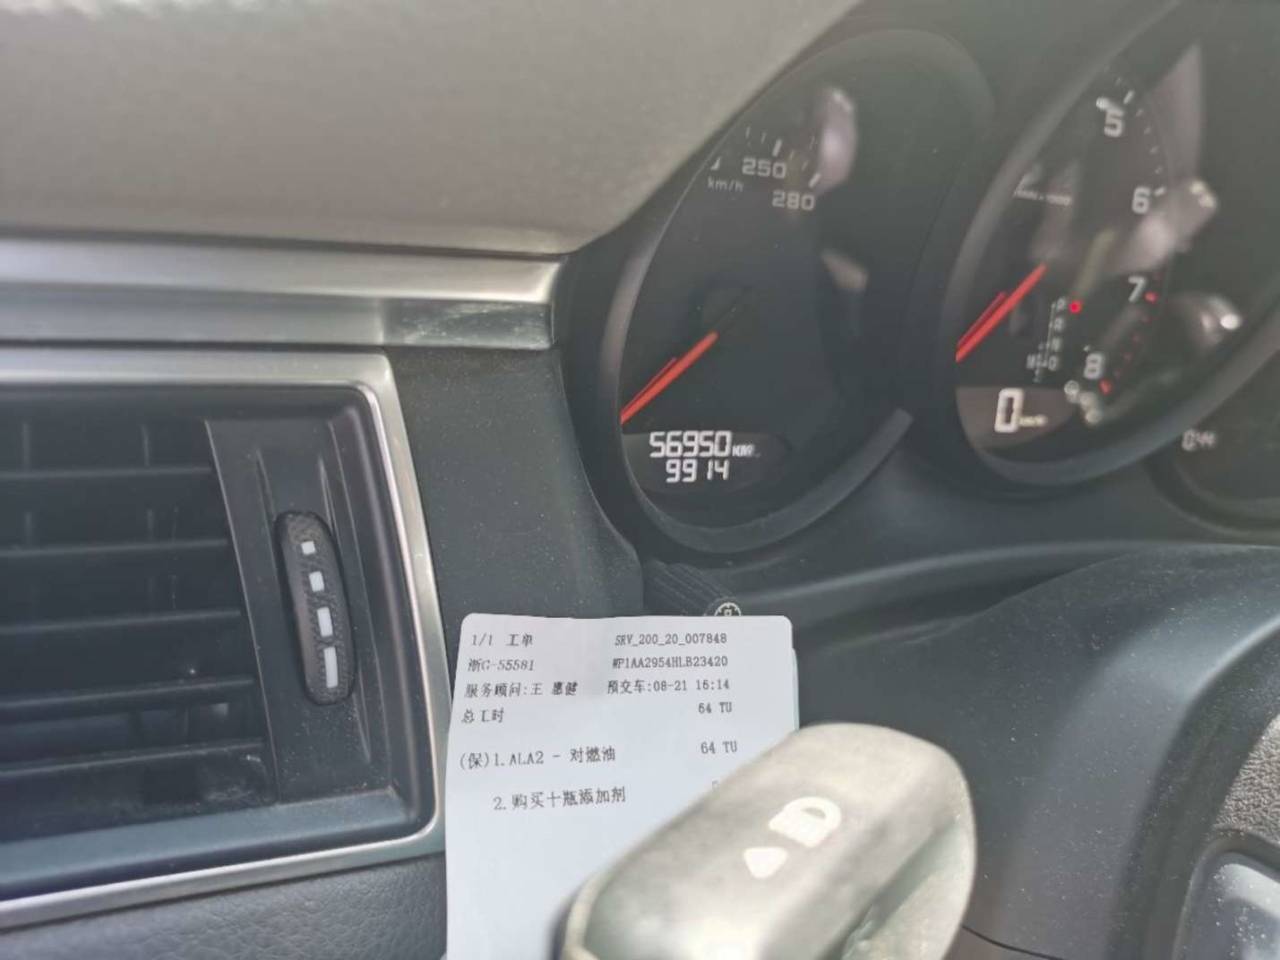 5
250
km/h
280
6
7
P
R
N
8
0
56950
9914
1/1 工单 SRV_200_20_007848
浙G-55581 WP1AA2954HLB23420
服务顾问:王 惠健 预交车:08-21 16:14
总工时 64 TU
(保)1.ALA2 - 对燃油 64 TU
2.购买十瓶添加剂